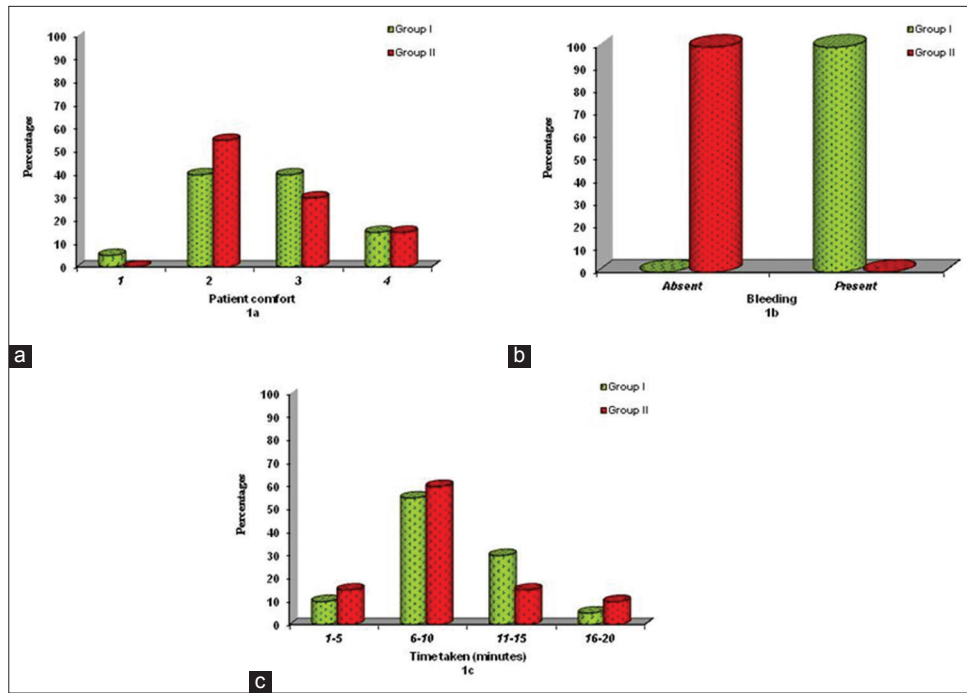 Group I
Group II
100
90
80
70
60
50
40
30
20
10
0
Percentages
1 2 3 4
Patient comfort
1a
a
Group I
Group II
100
90
80
70
60
50
40
30
20
10
0
Percentages
Absent Present
Bleeding
1b
b
Group I
Group II
100
90
80
70
60
50
40
30
20
10
0
Percentages
1-5 6-10 11-15 16-20
Time taken (minutes)
1c
c